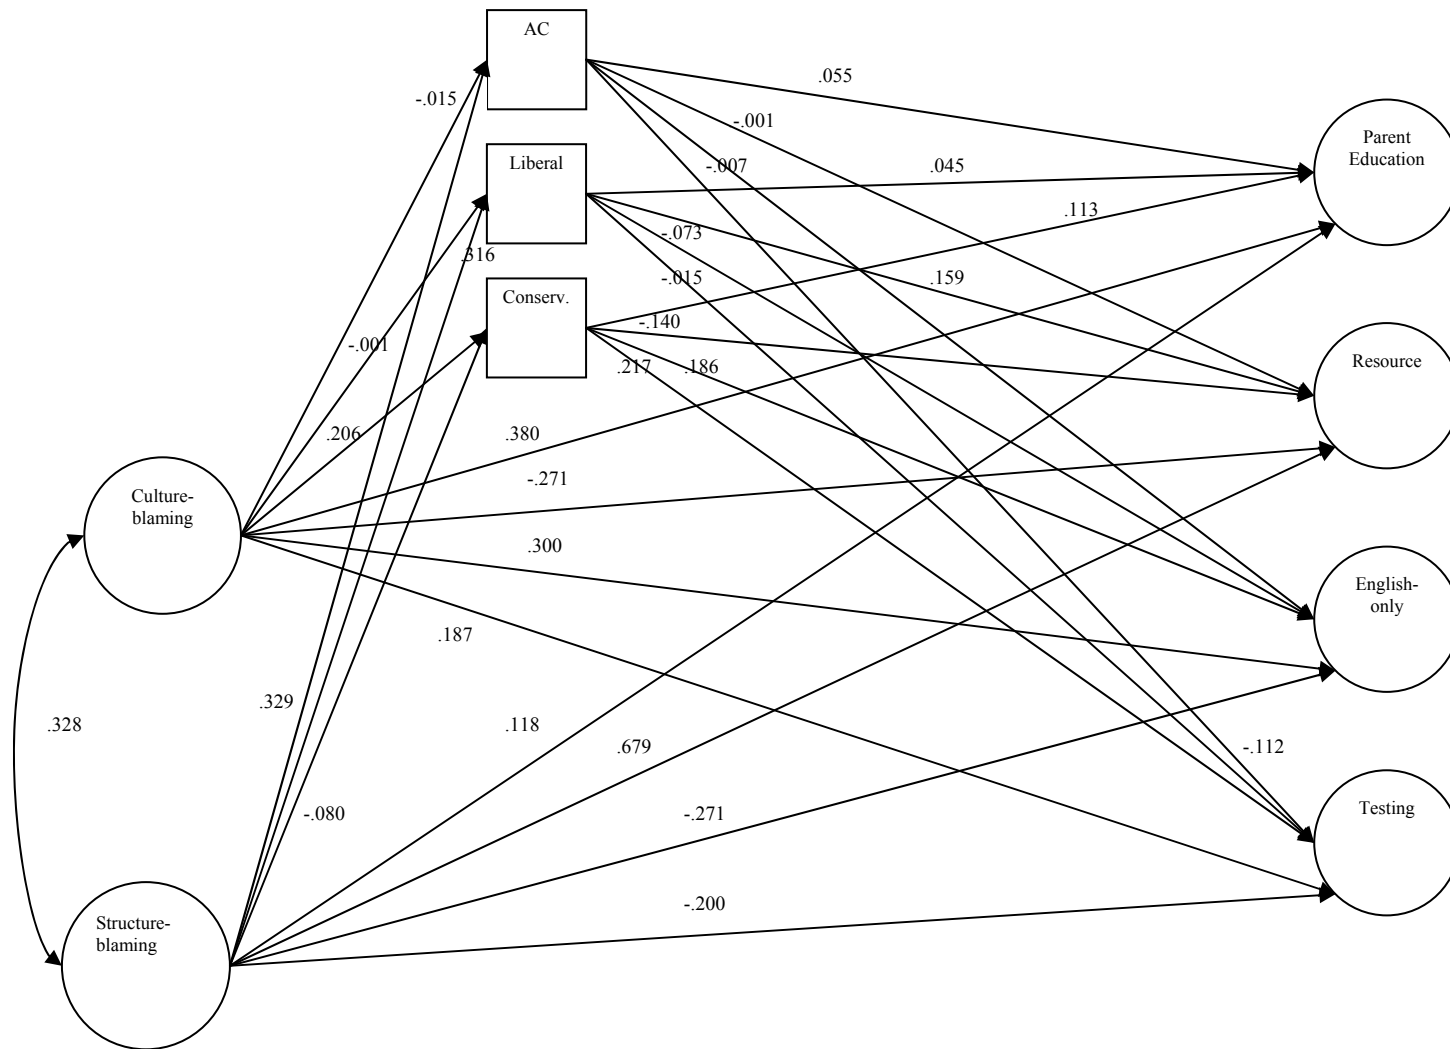 AC
.055
-.015
-.001
Parent
Education
Liberal
-.007
.045
.113
-.073
.316
-.015
.159
Conserv.
-.140
-.001
.217
.186
Resource
.206
.380
-.271
Culture-
blaming
.300
English-
only
.187
.329
.328
.118
.679
-.112
-.080
-.271
Testing
-.200
Structure-
blaming